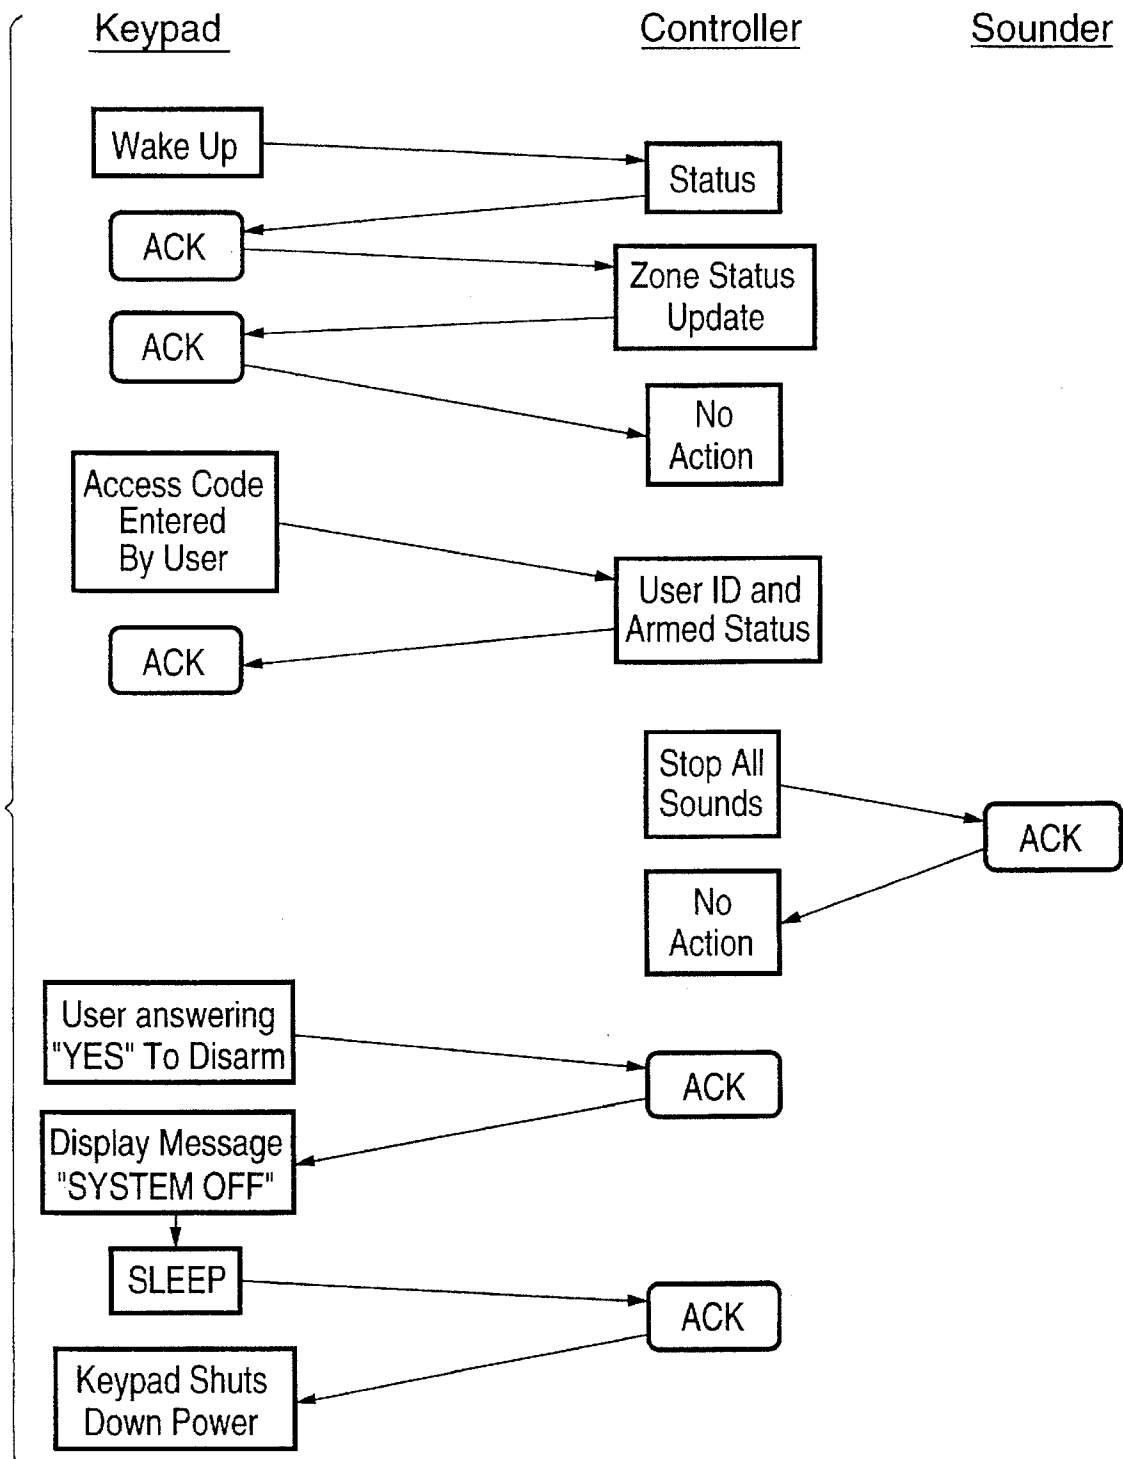 Keypad Controller Sounder
Wake Up
Status
ACK
Zone Status
Update
ACK
No
Action
Access Code
Entered
By User
User ID and
Armed Status
ACK
Stop All
Sounds
ACK
No
Action
User answering
"YES" To Disarm
ACK
Display Message
"SYSTEM OFF"
SLEEP
ACK
Keypad Shuts
Down Power